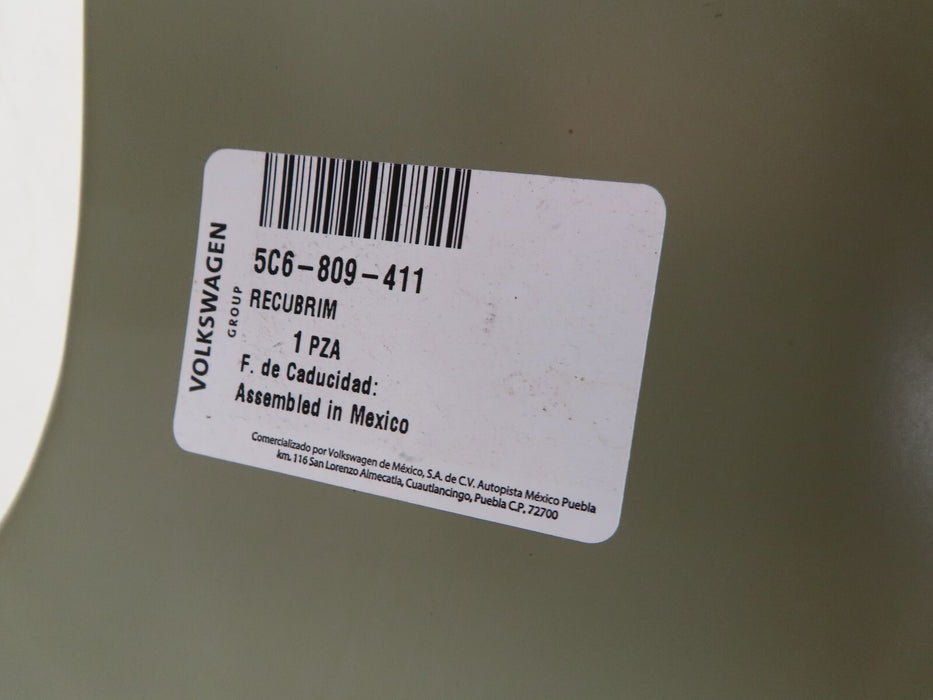 VOLKSWAGEN
GROUP
5C6-809-411
RECUBRIM
1 PZA
F. de Caducidad:
Assembled in Mexico
Comercializado por Volkswagen de México, S.A. de C.V. Autopista México Puebla
km. 116 San Lorenzo Almecatla, Cuautlancingo, Puebla C.P. 72700